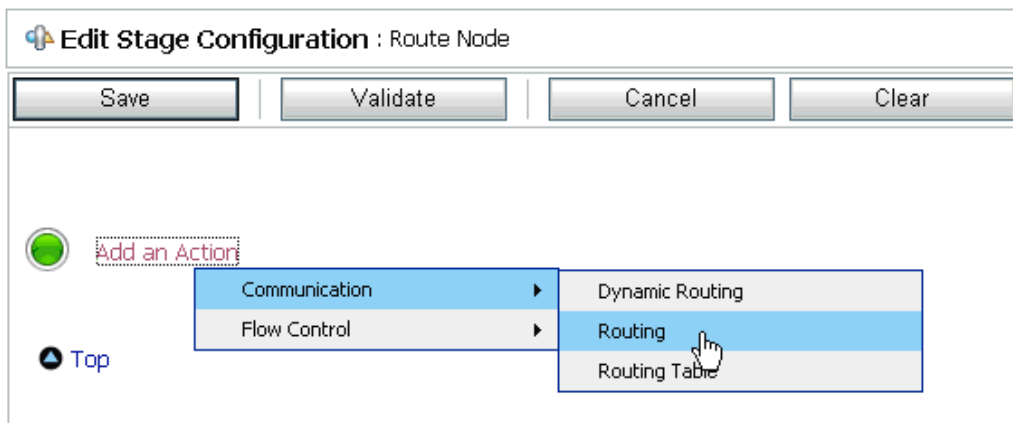 Edit Stage Configuration : Route Node
Save Validate Cancel Clear
Add an Action
Communication Dynamic Routing
Flow Control Routing
Top Routing Table